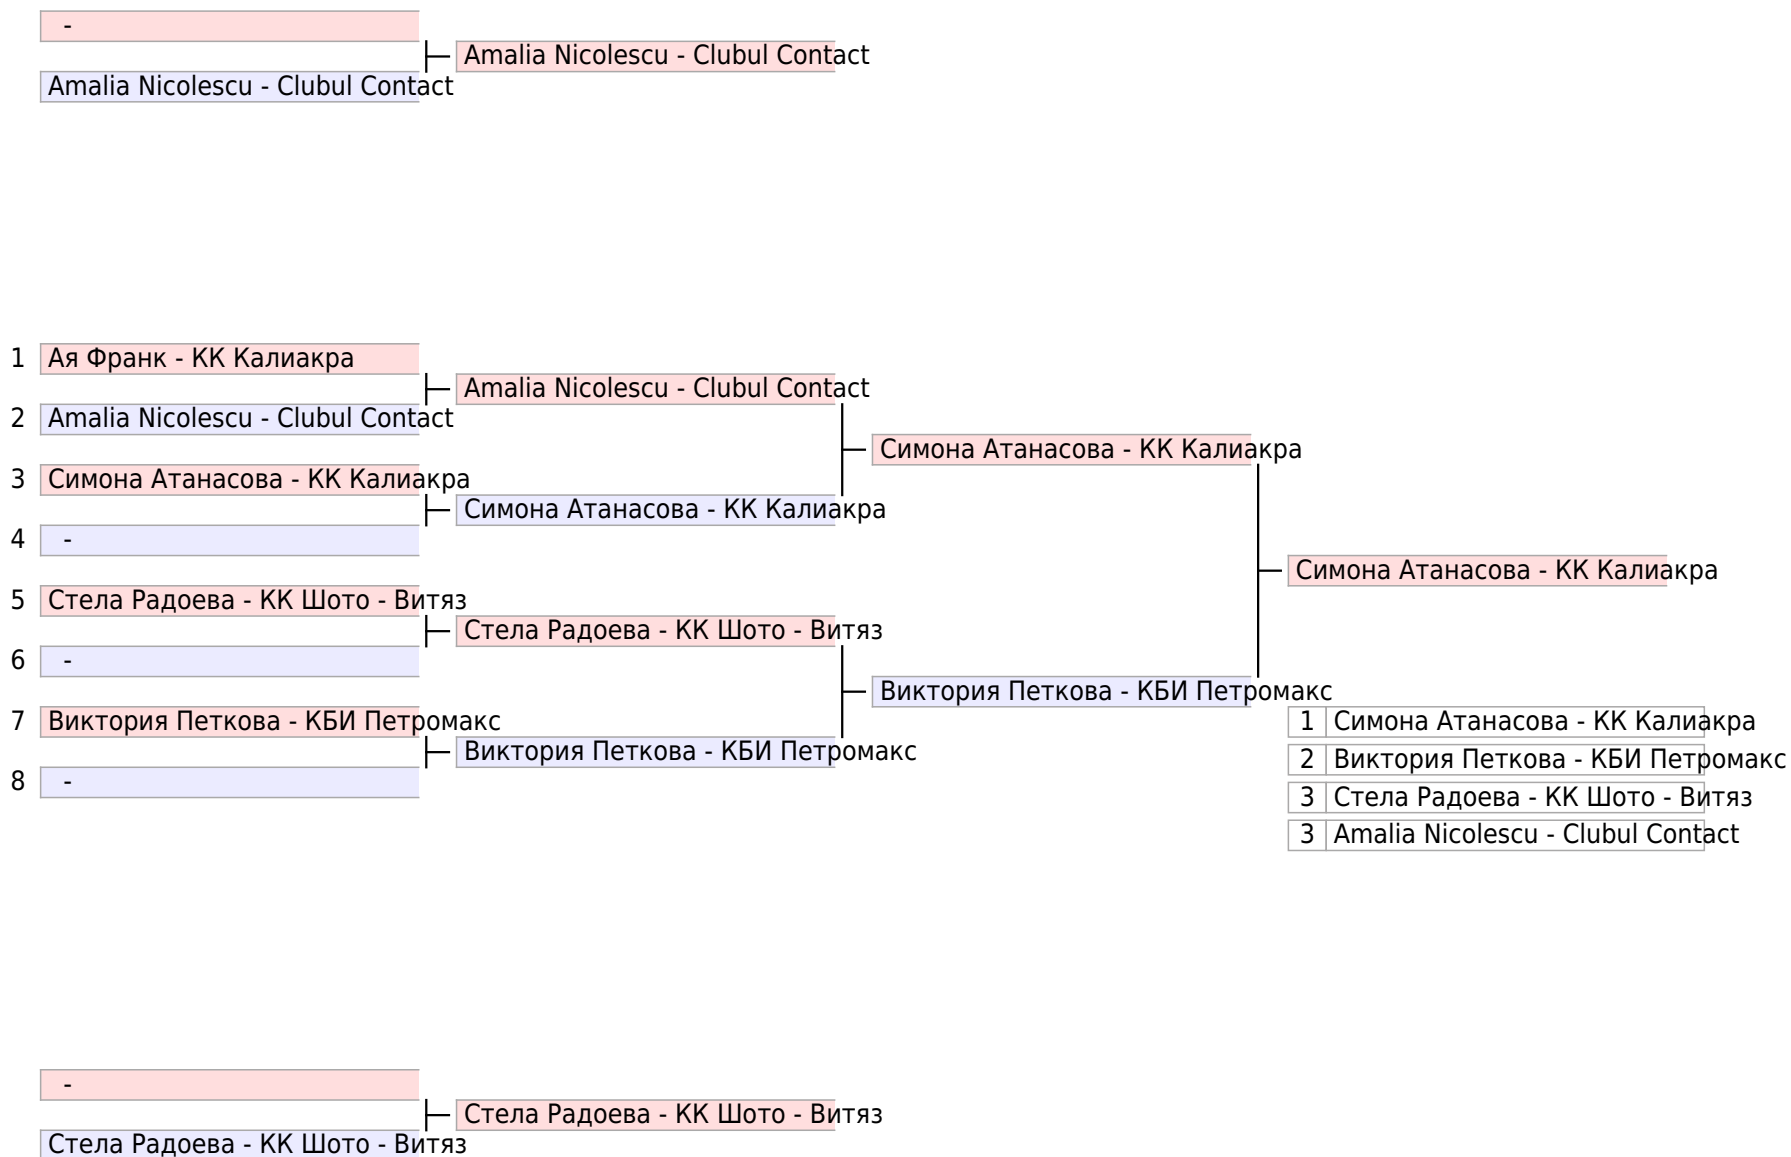 -
Amalia Nicolescu - Clubul Contact
Amalia Nicolescu - Clubul Contact
1 Ая Франк - КК Калиакра
Amalia Nicolescu - Clubul Contact
2 Amalia Nicolescu - Clubul Contact
Симона Атанасова - КК Калиакра
3 Симона Атанасова - КК Калиакра
Симона Атанасова - КК Калиакра
4 -
Симона Атанасова - КК Калиакра
5 Стела Радоева - КК Шото - Витяз
Стела Радоева - КК Шото - Витяз
6 -
Виктория Петкова - КБИ Петромакс
7 Виктория Петкова - КБИ Петромакс
1 Симона Атанасова - КК Калиакра
Виктория Петкова - КБИ Петромакс
2 Виктория Петкова - КБИ Петромакс
8 -
3 Стела Радоева - КК Шото - Витяз
3 Amalia Nicolescu - Clubul Contact
-
Стела Радоева - КК Шото - Витяз
Стела Радоева - КК Шото - Витяз